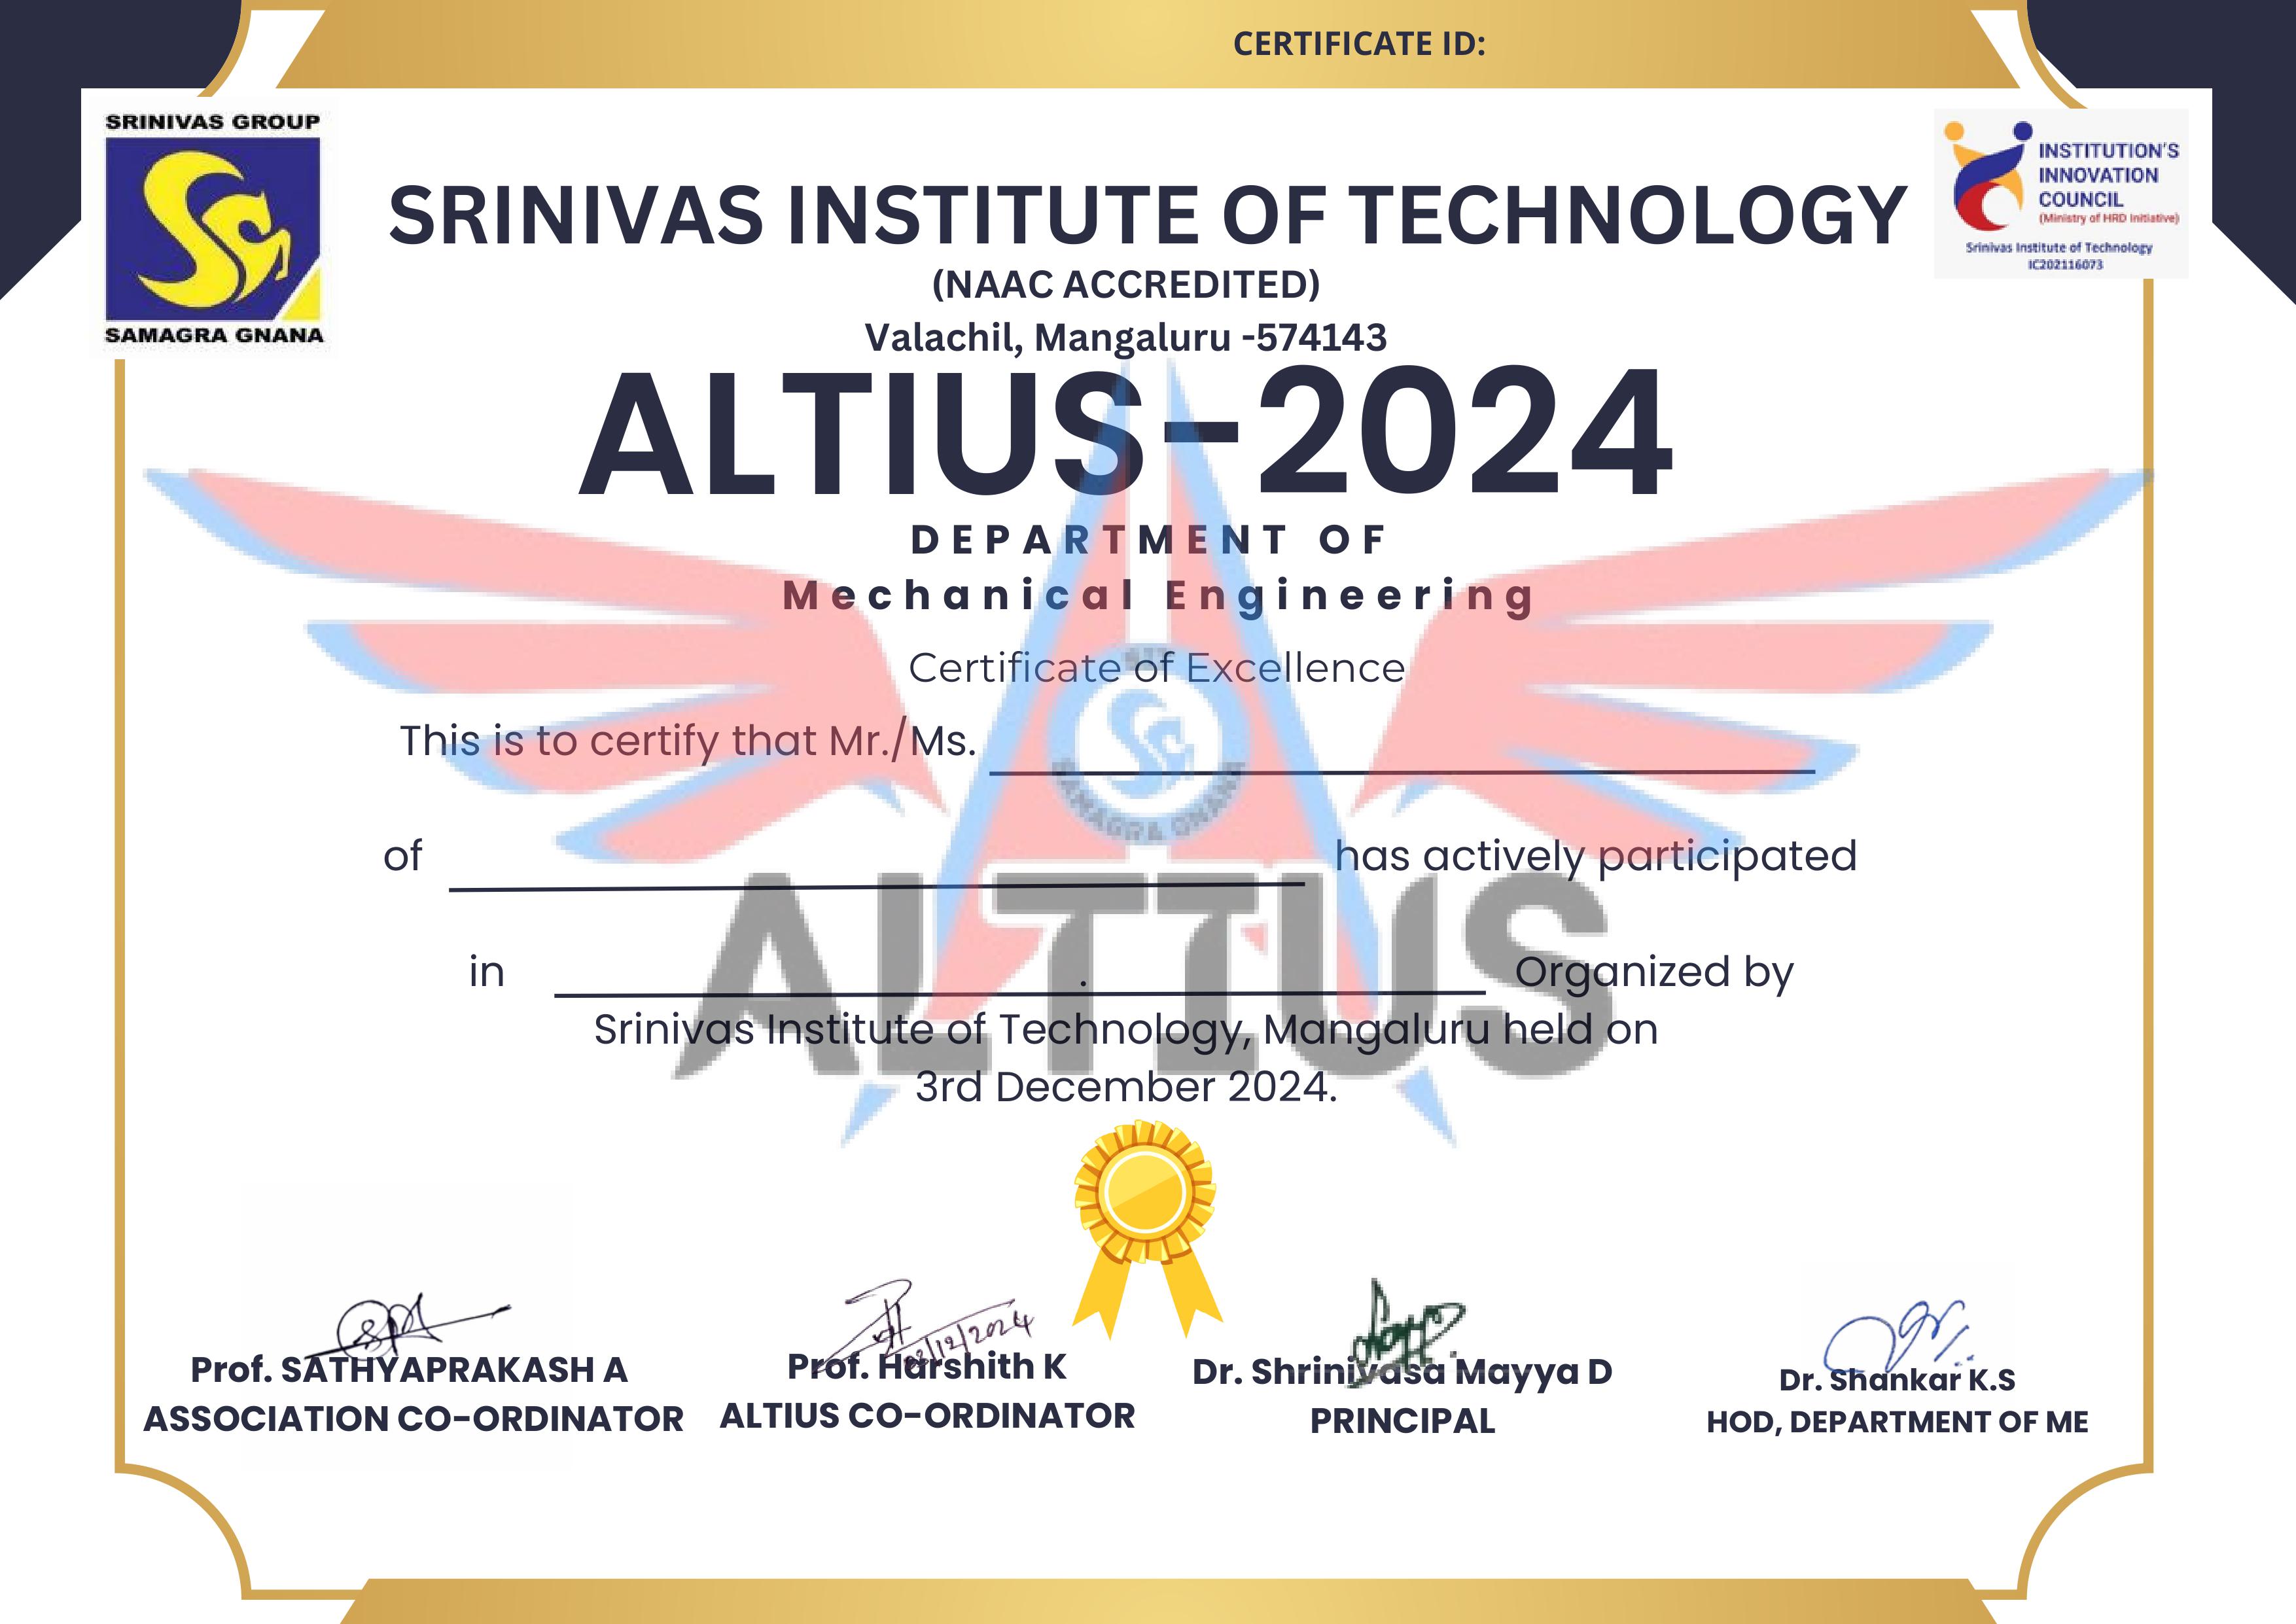 CERTIFICATE ID:
SRINIVAS GROUP
SAMAGRA GNANA
INSTITUTION'S
INNOVATION
COUNCIL
(Ministry of HRD Initiative)
Srinivas Institute of Technology
IC202116073
SRINIVAS INSTITUTE OF TECHNOLOGY
(NAAC ACCREDITED)
Valachil, Mangaluru -574143
ALTIUS-2024
DEPARTMENT OF
Mechanical Engineering
Certificate of Excellence
This is to certify that Mr./Ms.
SAMAGRA GNANA
of has actively participated
ALTIUS
in . Organized by
Srinivas Institute of Technology, Mangaluru held on
3rd December 2024.
Prof. SATHYAPRAKASH A
ASSOCIATION CO-ORDINATOR
/12/2024
Prof. Harshith K
ALTIUS CO-ORDINATOR
Dr. Shrinivasa Mayya D
PRINCIPAL
Dr. Shankar K.S
HOD, DEPARTMENT OF ME